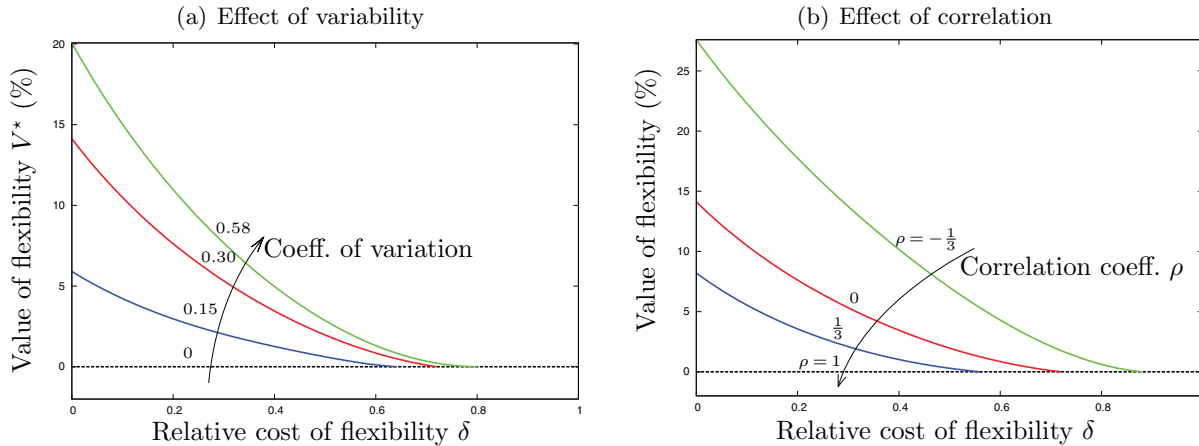 (a) Effect of variability
Value of flexibility V⋆ (%)
20
15
10
5
0
0.58
0.30
0.15
0
Coeff. of variation
0 0.2 0.4 0.6 0.8 1
Relative cost of flexibility δ
(b) Effect of correlation
Value of flexibility (%)
25
20
15
10
5
0
ρ = −1/3
0
1/3
ρ = 1
Correlation coeff. ρ
0 0.2 0.4 0.6 0.8
Relative cost of flexibility δ